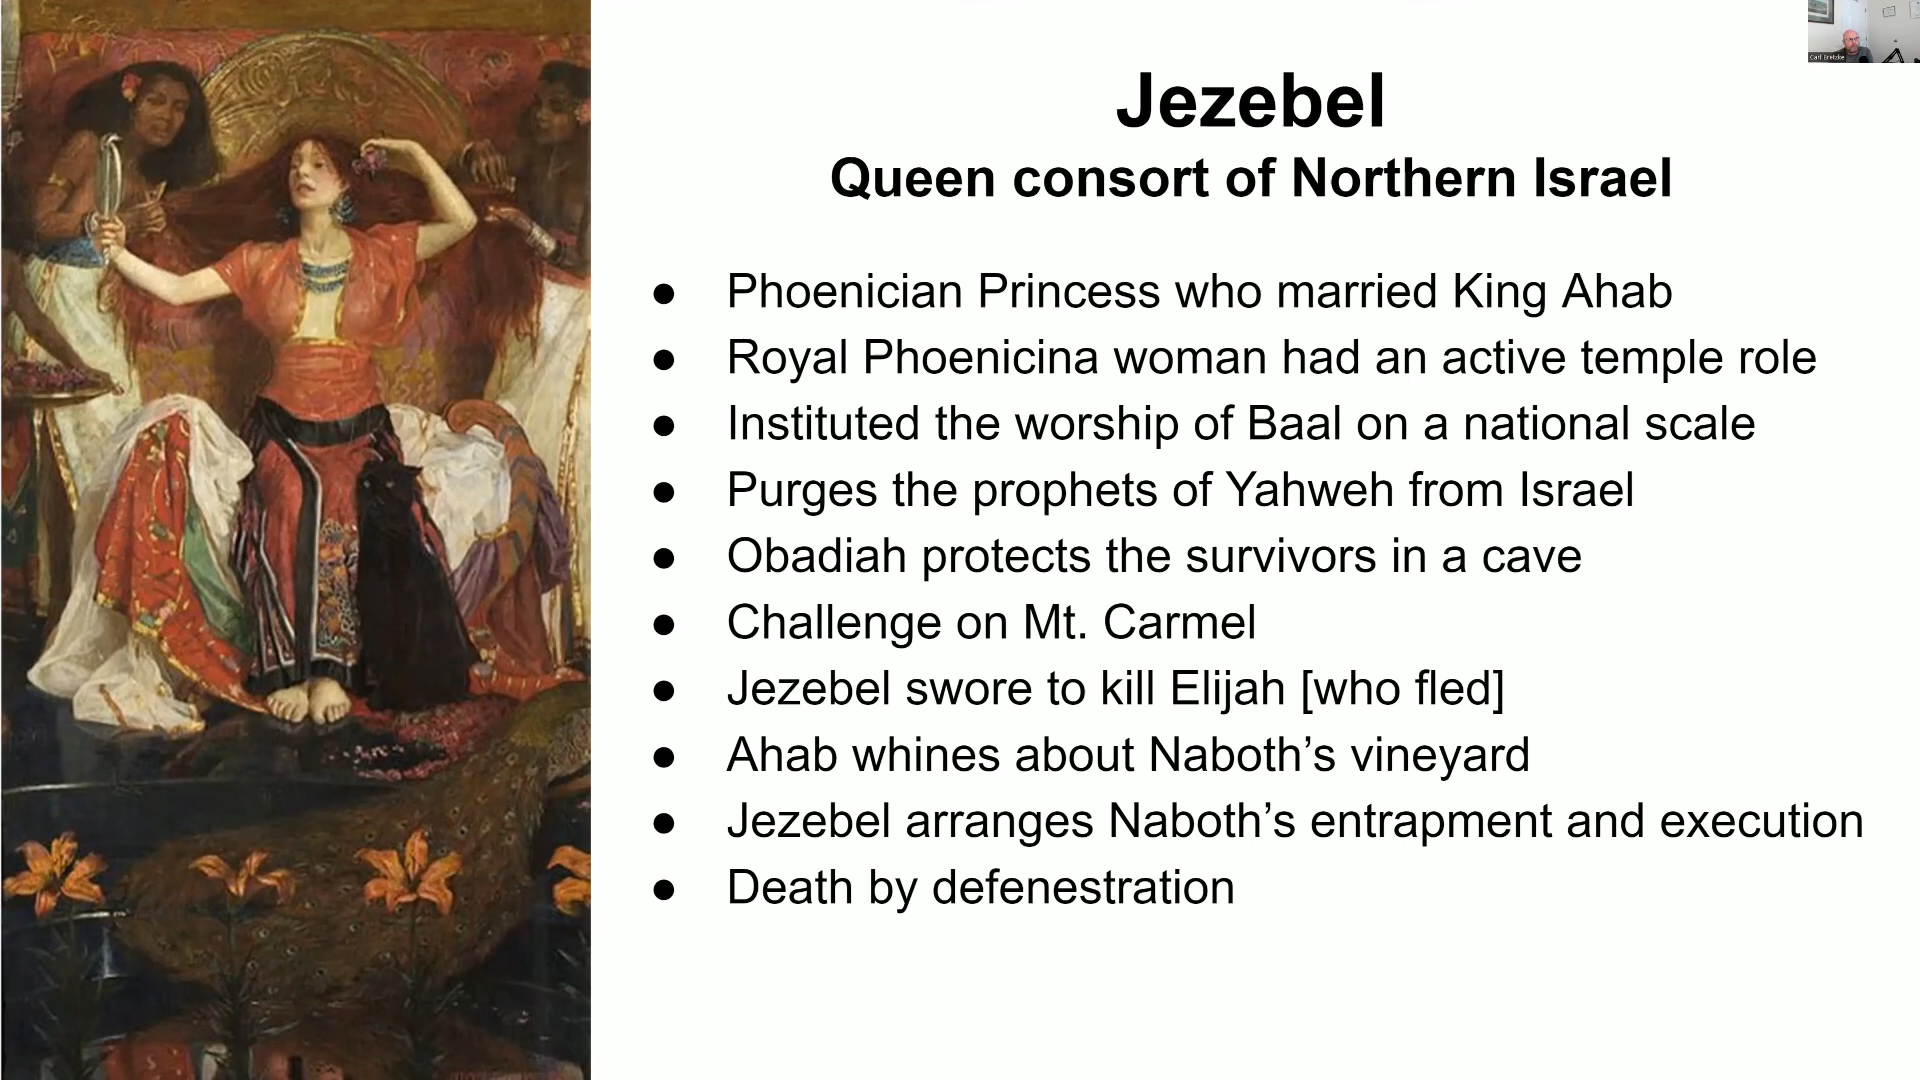 Carl Bretzke
Jezebel
Queen consort of Northern Israel
● Phoenician Princess who married King Ahab
● Royal Phoenicina woman had an active temple role
● Instituted the worship of Baal on a national scale
● Purges the prophets of Yahweh from Israel
● Obadiah protects the survivors in a cave
● Challenge on Mt. Carmel
● Jezebel swore to kill Elijah [who fled]
● Ahab whines about Naboth’s vineyard
● Jezebel arranges Naboth’s entrapment and execution
● Death by defenestration